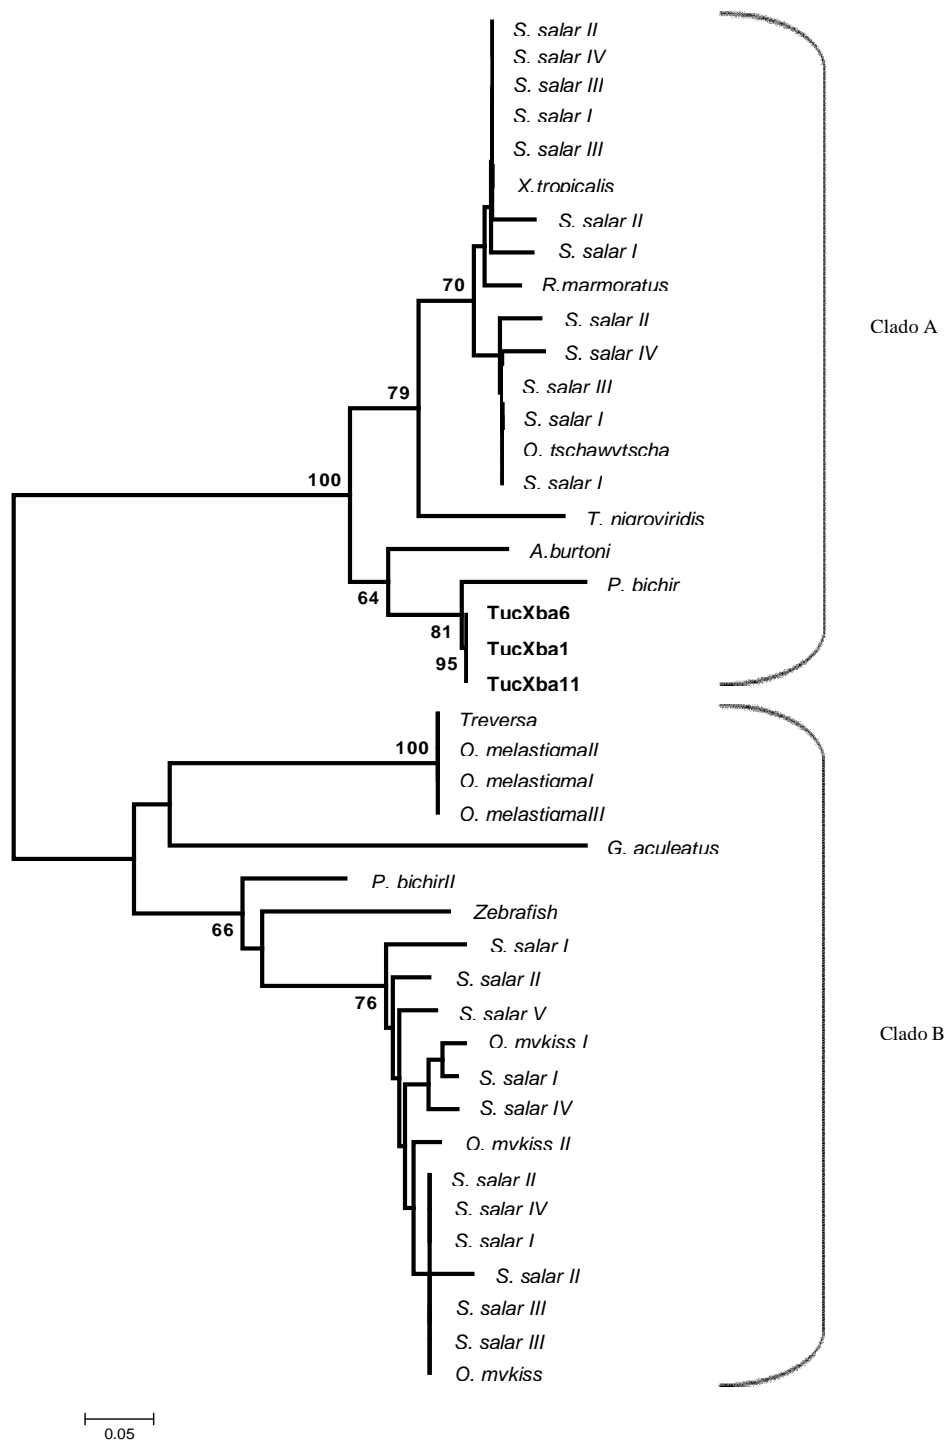 S. salar II
S. salar IV
S. salar III
S. salar I
S. salar III
X.tropicalis
S. salar II
S. salar I
R.marmoratus
70
S. salar II
Clado A
S. salar IV
S. salar III
79
S. salar I
O. tschawytscha
100
S. salar I
T. nigroviridis
A.burtoni
P. bichir
64
TucXba6
81
TucXba1
95
TucXba11
Treversa
100
O. melastigmaII
O. melastigmaI
O. melastigmaIII
G. aculeatus
P. bichirII
Zebrafish
66
S. salar I
S. salar II
76
S. salar V
Clado B
O. mykiss I
S. salar I
S. salar IV
O. mykiss II
S. salar II
S. salar IV
S. salar I
S. salar II
S. salar III
S. salar III
O. mykiss
0.05